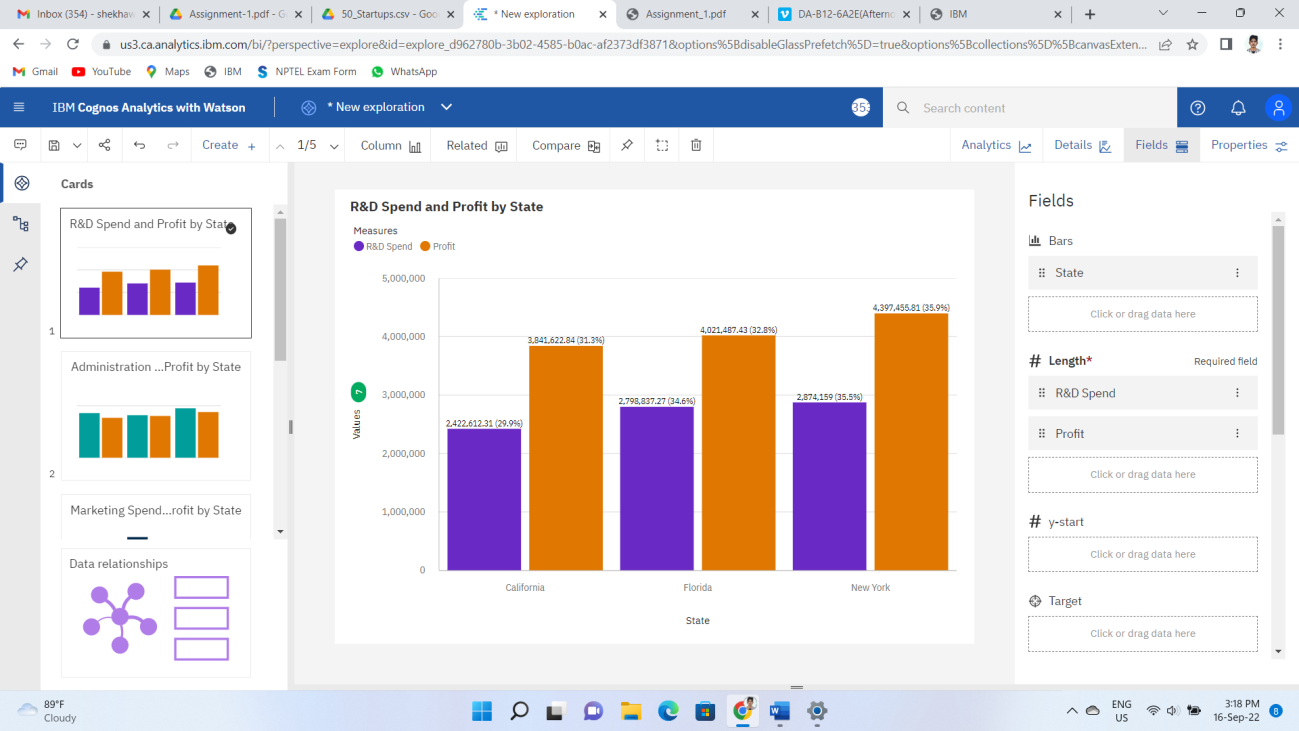 Inbox (354) - shekhaw
Assignment-1.pdf - G
50_Startups.csv - Goo
* New exploration
Assignment_1.pdf
DA-B12-6A2E(Afterno
IBM
us3.ca.analytics.ibm.com/bi/?perspective=explore&id=explore_d962780b-3b02-4585-b0ac-af2373df3871&options%5BdisableGlassPrefetch%5D=true&options%5Bcollections%5D%5BcanvasExten...
Gmail
YouTube
Maps
IBM
NPTEL Exam Form
WhatsApp
IBM Cognos Analytics with Watson
* New exploration
353
Search content
Create +
1/5
Column
Related
Compare
Analytics
Details
Fields
Properties
Cards
R&D Spend and Profit by State
1
Administration ...Profit by State
2
Marketing Spend...rofit by State
Data relationships
R&D Spend and Profit by State
Measures
R&D Spend
Profit
5,000,000
4,000,000
3,000,000
2,000,000
1,000,000
0
Values
7
2,422,612.31 (29.9%)
3,841,622.84 (31.3%)
2,798,837.27 (34.6%)
4,021,487.43 (32.8%)
2,874,159 (35.5%)
4,397,455.81 (35.9%)
California
Florida
New York
State
Fields
Bars
State
Click or drag data here
Length*
Required field
R&D Spend
Profit
Click or drag data here
y-start
Click or drag data here
Target
Click or drag data here
89°F
Cloudy
ENG
US
3:18 PM
16-Sep-22
8